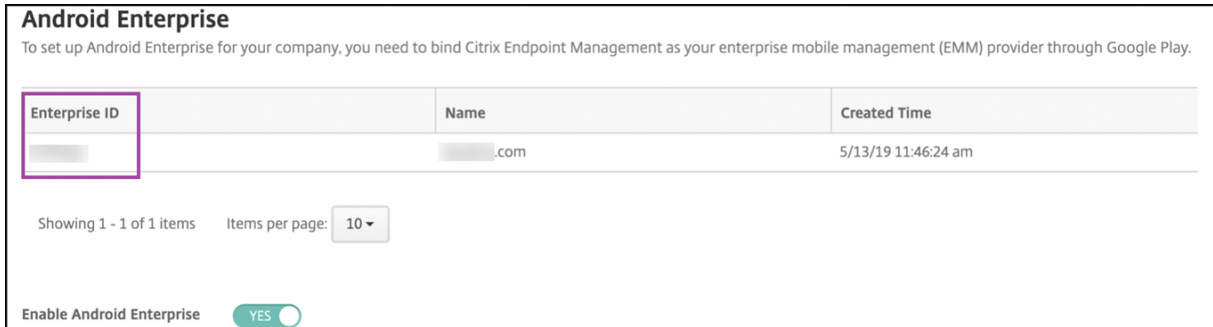 Android Enterprise
To set up Android Enterprise for your company, you need to bind Citrix Endpoint Management as your enterprise mobile management (EMM) provider through Google Play.
Enterprise ID Name Created Time
.com 5/13/19 11:46:24 am
Showing 1 - 1 of 1 items Items per page: 10
Enable Android Enterprise YES